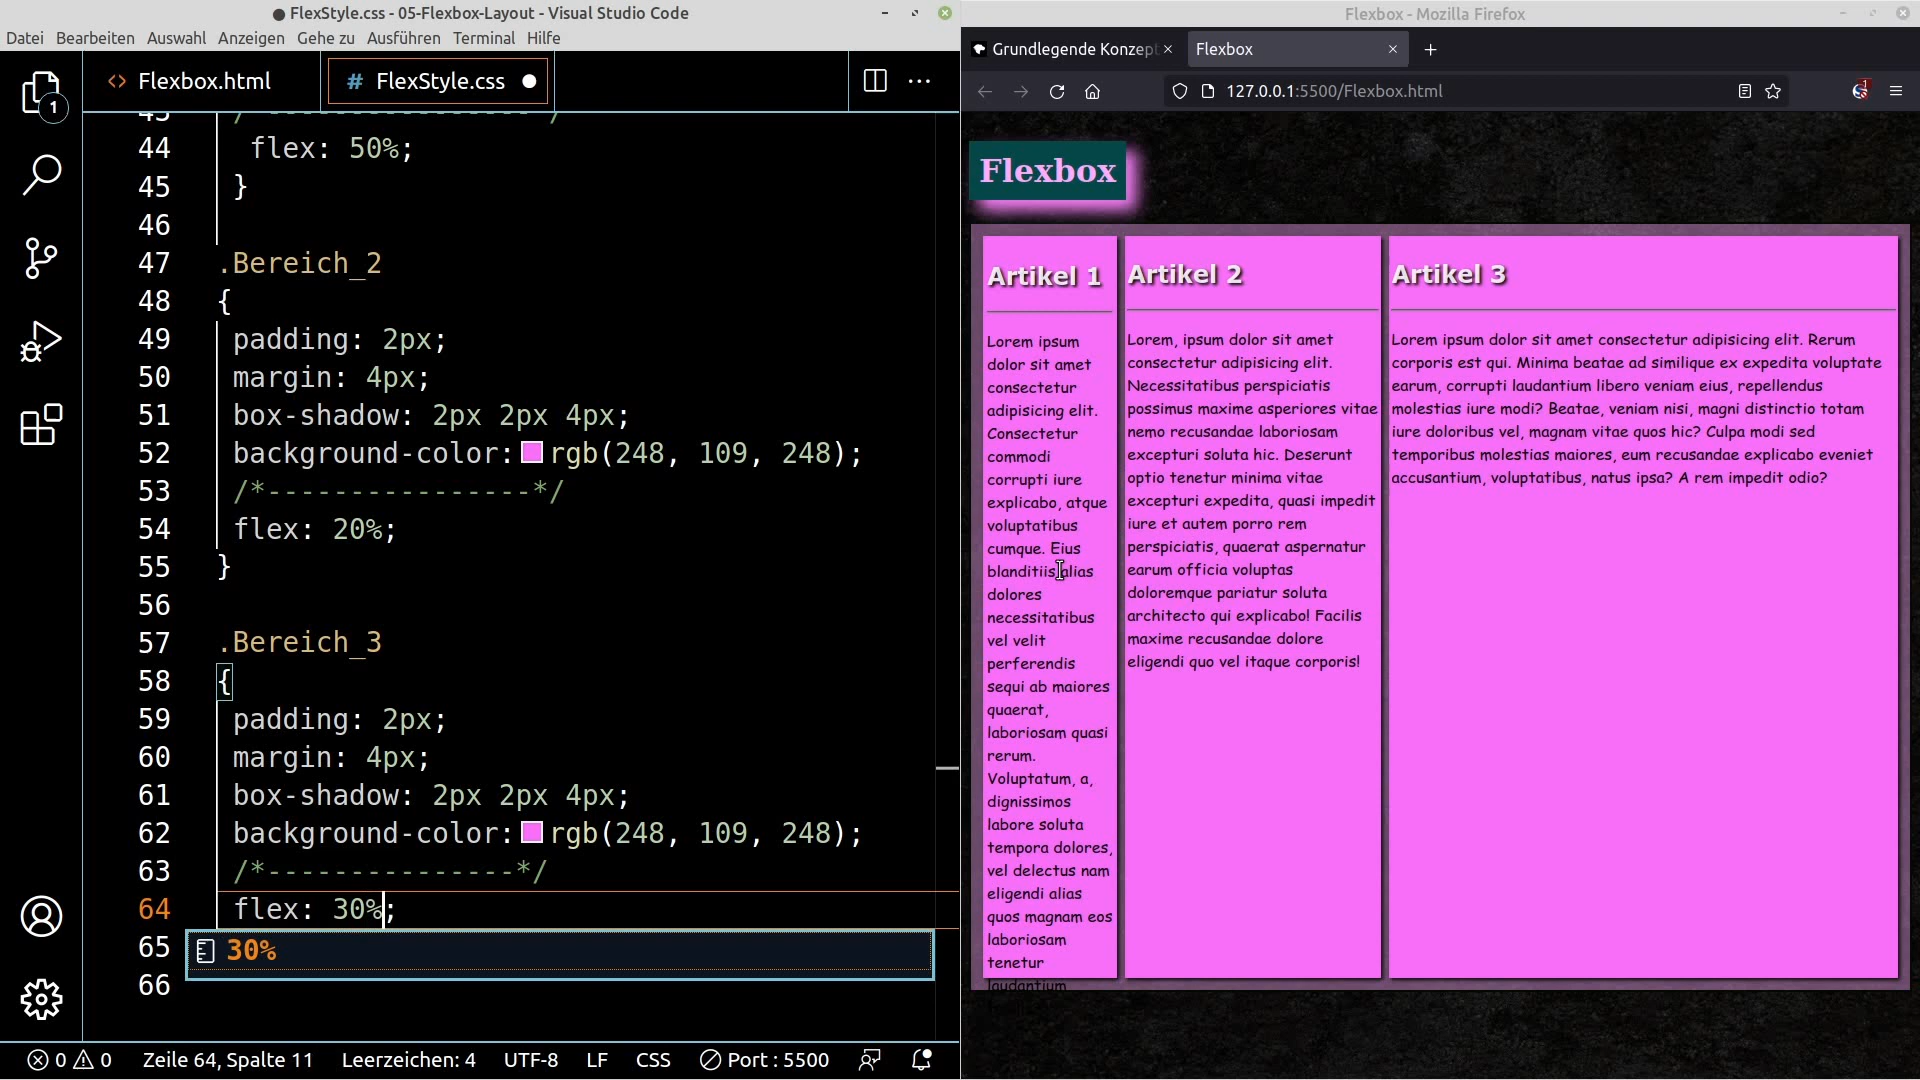 FlexStyle.css - 05-Flexbox-Layout - Visual Studio Code
Datei Bearbeiten Auswahl Anzeigen Gehe zu Ausführen Terminal Hilfe
1
<> Flexbox.html
# FlexStyle.css
44 flex: 50%;
45 }
46
47 .Bereich_2
48 {
49 padding: 2px;
50 margin: 4px;
51 box-shadow: 2px 2px 4px;
52 background-color: rgb(248, 109, 248);
53 /*----------------*/
54 flex: 20%;
55 }
56
57 .Bereich_3
58 {
59 padding: 2px;
60 margin: 4px;
61 box-shadow: 2px 2px 4px;
62 background-color: rgb(248, 109, 248);
63 /*---------------*/
64 flex: 30%;
65
30%
66
0 0 Zeile 64, Spalte 11 Leerzeichen: 4 UTF-8 LF CSS Port : 5500
Flexbox - Mozilla Firefox
Grundlegende Konzept
Flexbox
127.0.0.1:5500/Flexbox.html
1
Flexbox
Artikel 1
Lorem ipsum
dolor sit amet
consectetur
adipisicing elit.
Consectetur
commodi
corrupti iure
explicabo, atque
voluptatibus
cumque. Eius
blanditiis alias
dolores
necessitatibus
vel velit
perferendis
sequi ab maiores
quaerat,
laboriosam quasi
rerum.
Voluptatum, a,
dignissimos
labore soluta
tempora dolores,
vel delectus nam
eligendi alias
quos magnam eos
laboriosam
tenetur
laudantium
Artikel 2
Lorem, ipsum dolor sit amet
consectetur adipisicing elit.
Necessitatibus perspiciatis
possimus maxime asperiores vitae
nemo recusandae laboriosam
excepturi soluta hic. Deserunt
optio tenetur minima vitae
excepturi expedita, quasi impedit
iure et autem porro rem
perspiciatis, quaerat aspernatur
earum officia voluptas
doloremque pariatur soluta
architecto qui explicabo! Facilis
maxime recusandae dolore
eligendi quo vel itaque corporis!
Artikel 3
Lorem ipsum dolor sit amet consectetur adipisicing elit. Rerum
corporis est qui. Minima beatae ad similique ex expedita voluptate
earum, corrupti laudantium libero veniam eius, repellendus
molestias iure modi? Beatae, veniam nisi, magni distinctio totam
iure doloribus vel, magnam vitae quos hic? Culpa modi sed
temporibus molestias maiores, eum recusandae explicabo eveniet
accusantium, voluptatibus, natus ipsa? A rem impedit odio?